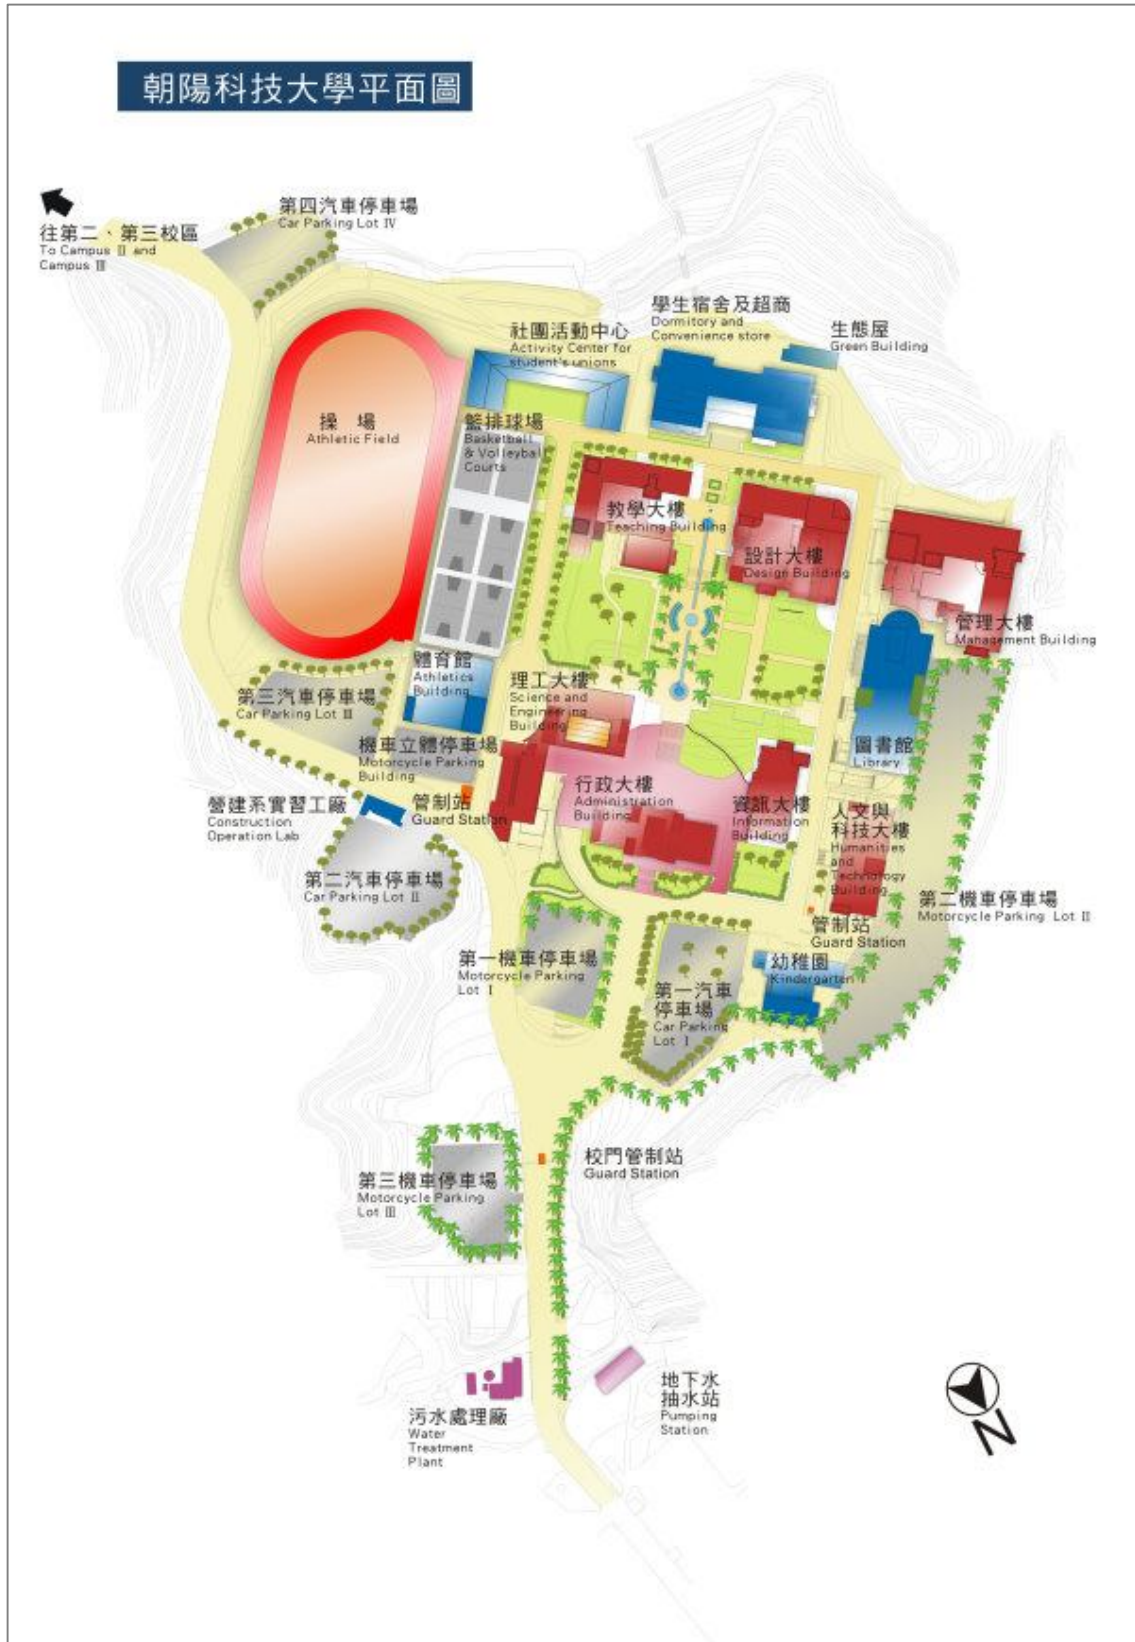 朝陽科技大學平面圖
第四汽車停車場
Car Parking Lot Ⅳ
往第二、第三校區
To Campus Ⅱ and
Campus Ⅲ
學生宿舍及超商
Dormitory and
Convenience store
社團活動中心
Activity Center for
student's unions
生態屋
Green Building
操 場
Athletic Field
籃排球場
Basketball
& Volleybal
Courts
教學大樓
Teaching Building
設計大樓
Design Building
管理大樓
Management Building
體育館
Athletics
Building
理工大樓
Science and
Engineering
Building
第三汽車停車場
Car Parking Lot Ⅲ
機車立體停車場
Motorcycle Parking
Building
圖書館
Library
行政大樓
Administration
Building
資訊大樓
Information
Building
人文與
科技大樓
Humanities
and
Technology
Building
營建系實習工廠
Construction
Operation Lab
管制站
Guard Station
第二汽車停車場
Car Parking Lot Ⅱ
第二機車停車場
Motorcycle Parking Lot Ⅱ
管制站
Guard Station
第一機車停車場
Motorcycle Parking
Lot Ⅰ
幼稚園
Kindergarten
第一汽車
停車場
Car Parking
Lot Ⅰ
校門管制站
Guard Station
第三機車停車場
Motorcycle Parking
Lot Ⅲ
地下水
抽水站
Pumping
Station
污水處理廠
Water
Treatment
Plant
N